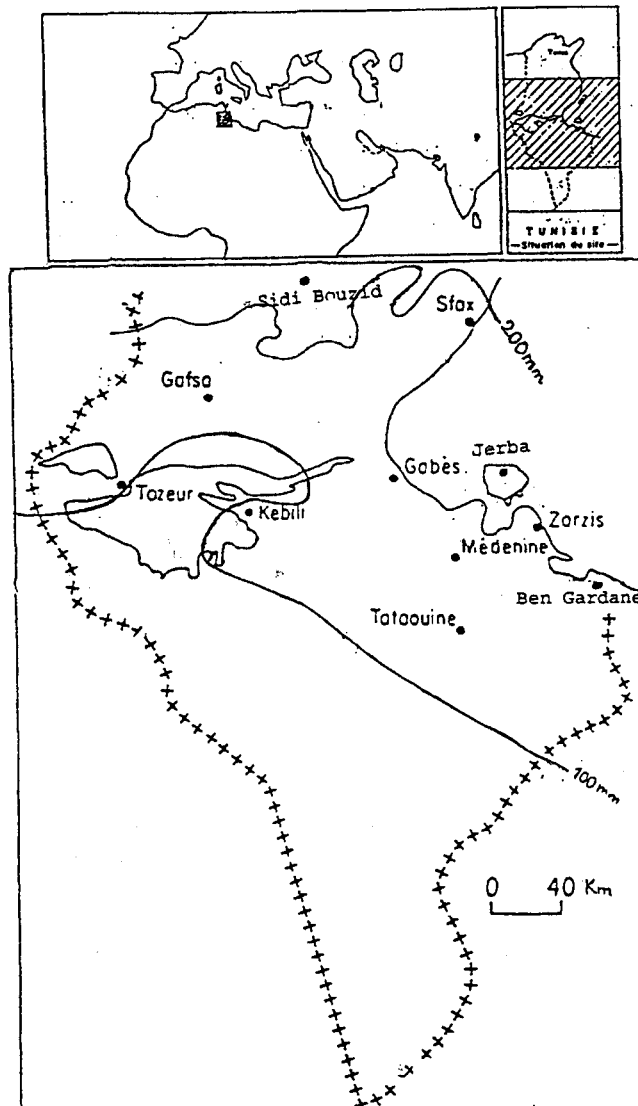 Tunis
TUNISIE
—Situation du site—
Sidi Bouzid
Sfax
200mm
Gafsa
Jerba
Gabès
Tozeur
Kebili
Zarzis
Médenine
Ben Gardane
Tataouine
100mm
0 40 Km